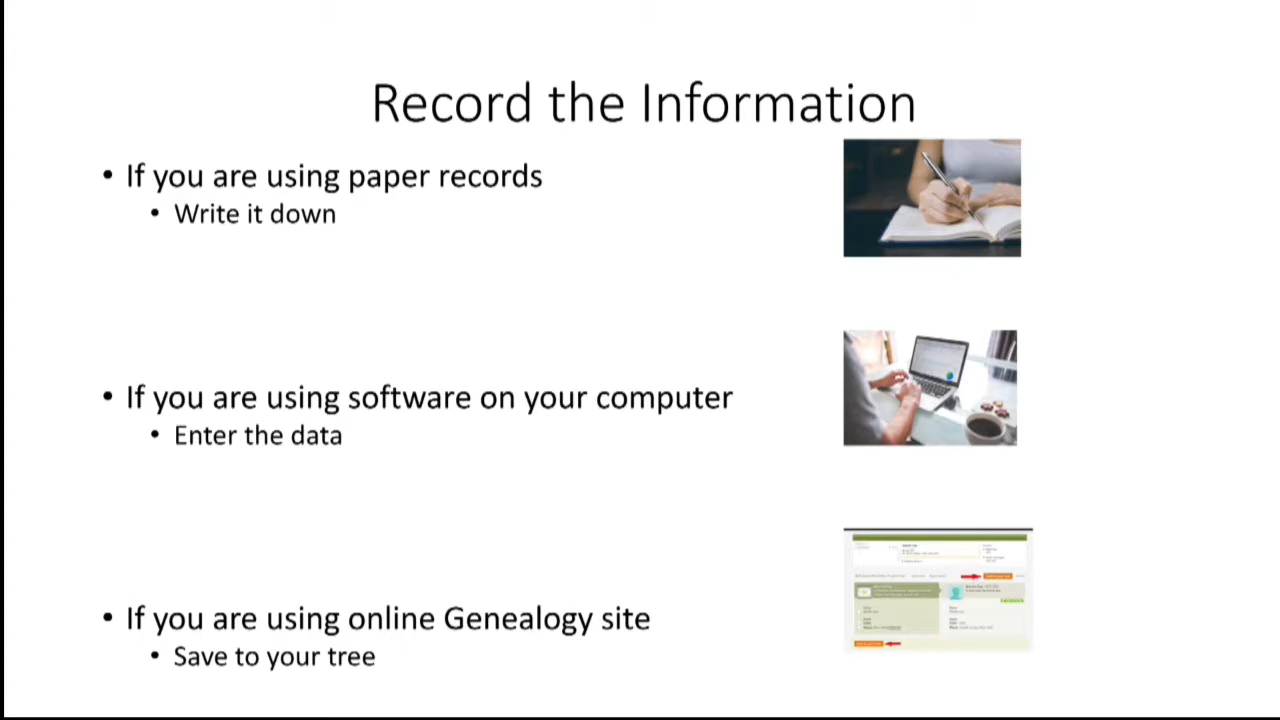 Record the Information
• If you are using paper records
• Write it down
• If you are using software on your computer
• Enter the data
• If you are using online Genealogy site
• Save to your tree